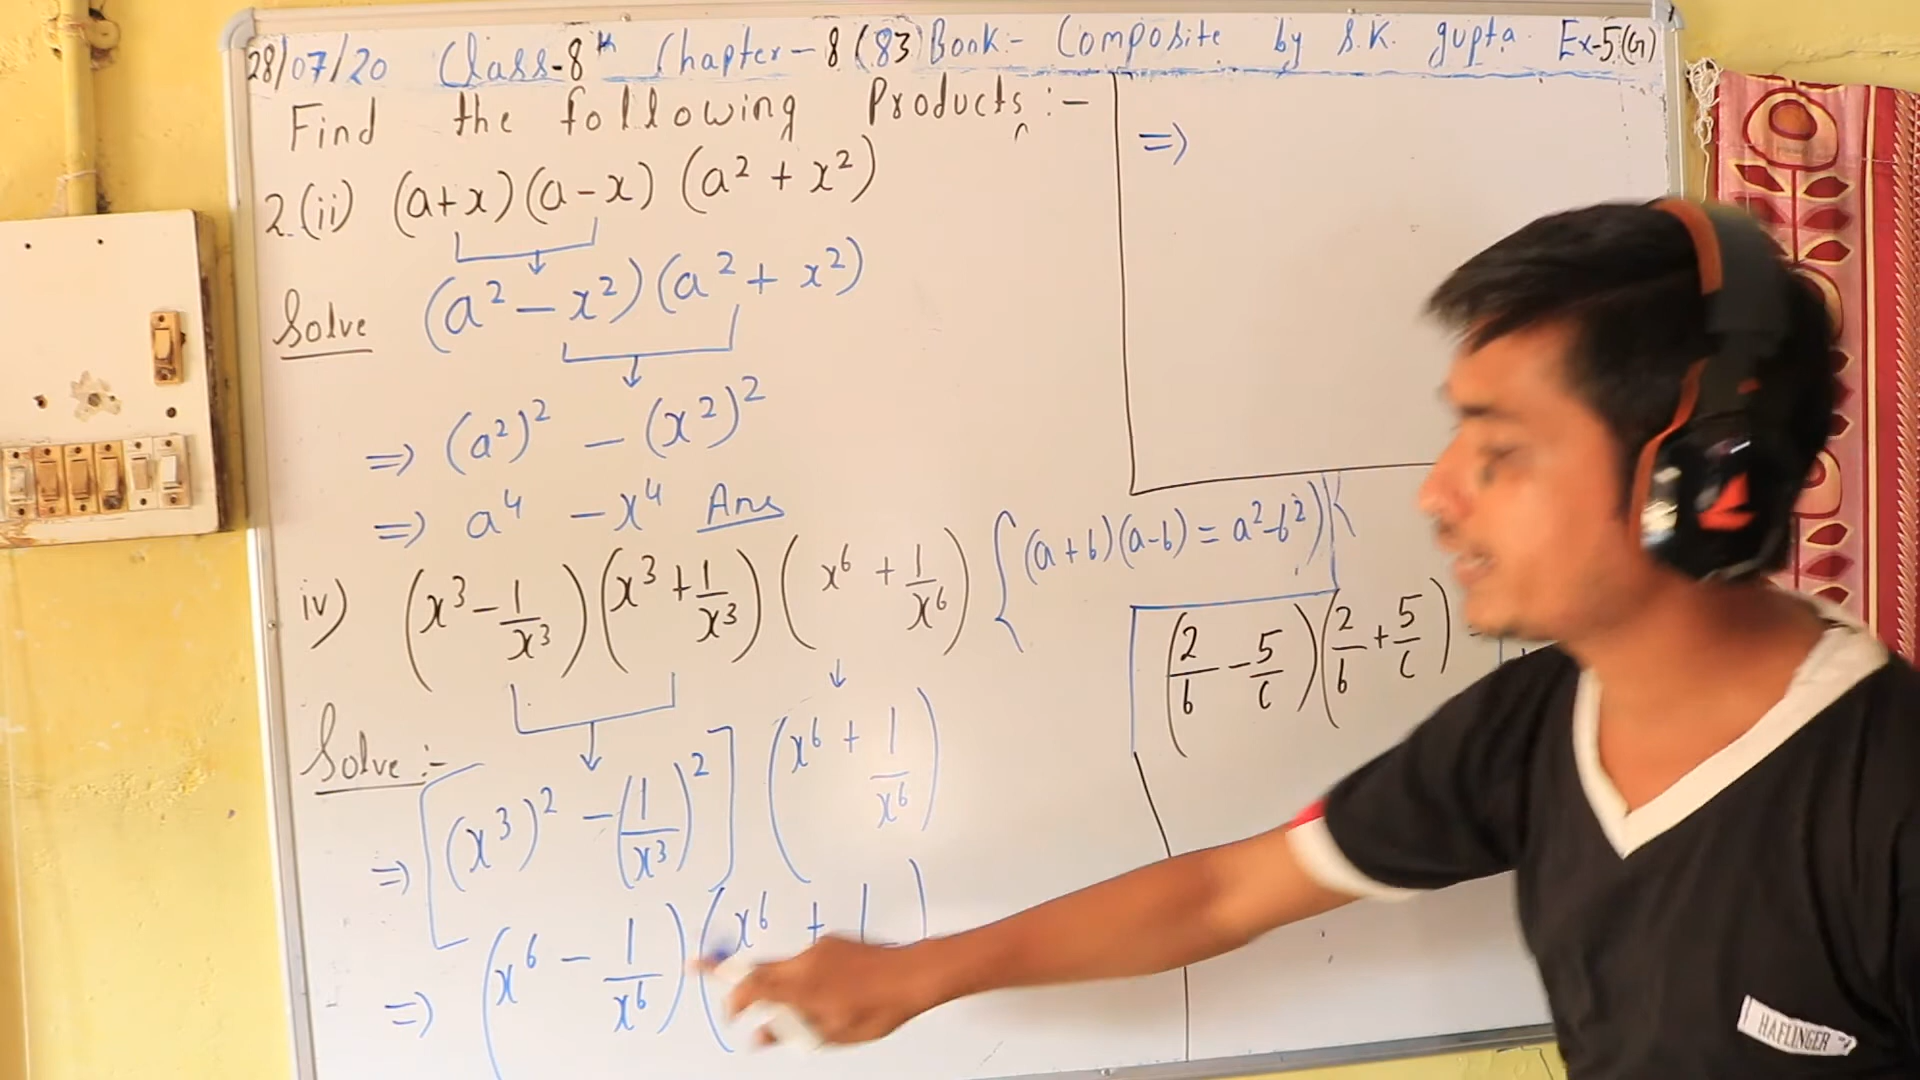 28/07/20 Class-8th Chapter-8 (83) Book:- Composite by S.K. gupta. Ex-5(G)
Find the following Products:-
2.(ii) (a+x)(a-x) (a² + x²)
Solve (a² - x²)(a² + x²)
=> (a²)² - (x²)²
=> a⁴ - x⁴ Ans
iv) (x³ - 1/x³)(x³ + 1/x³)(x⁶ + 1/x⁶) {(a+b)(a-b) = a²-b²)
Solve:-
=> [(x³)² - (1/x³)²] (x⁶ + 1/x⁶)
=> (x⁶ - 1/x⁶)(x⁶ + 1
=>
(2/b - 5/c)(2/b + 5/c)
HAFLINGER